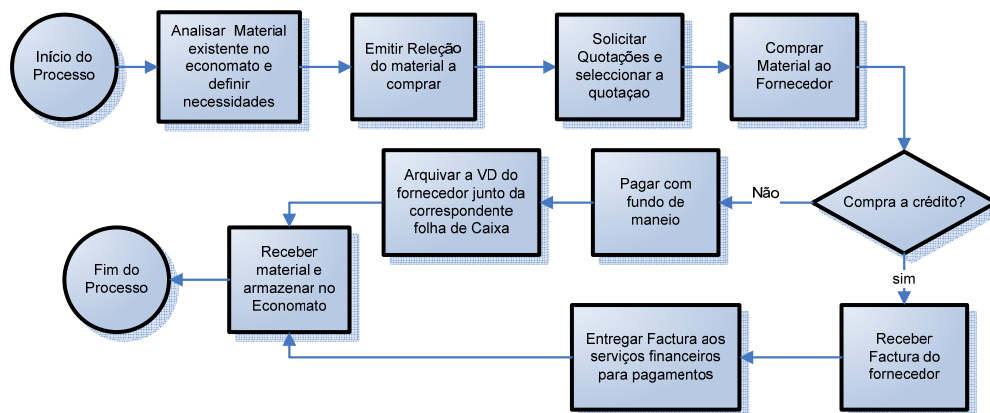 Início do
Processo
Analisar Material
existente no
economato e
definir
necessidades
Emitir Releção
do material a
comprar
Solicitar
Quotações e
seleccionar a
quotaçao
Comprar
Material ao
Fornecedor
Compra a crédito?
Não
Pagar com
fundo de
maneio
Arquivar a VD do
fornecedor junto da
correspondente
folha de Caixa
sim
Receber
Factura do
fornecedor
Entregar Factura aos
serviços financeiros
para pagamentos
Receber
material e
armazenar no
Economato
Fim do
Processo